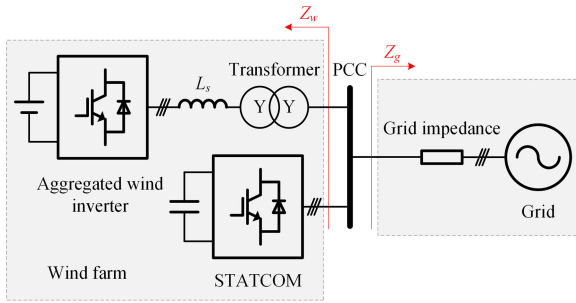 Z_w
PCC
Z_g
Transformer
L_s
Y Y
Grid impedance
Aggregated wind
inverter
Grid
Wind farm
STATCOM